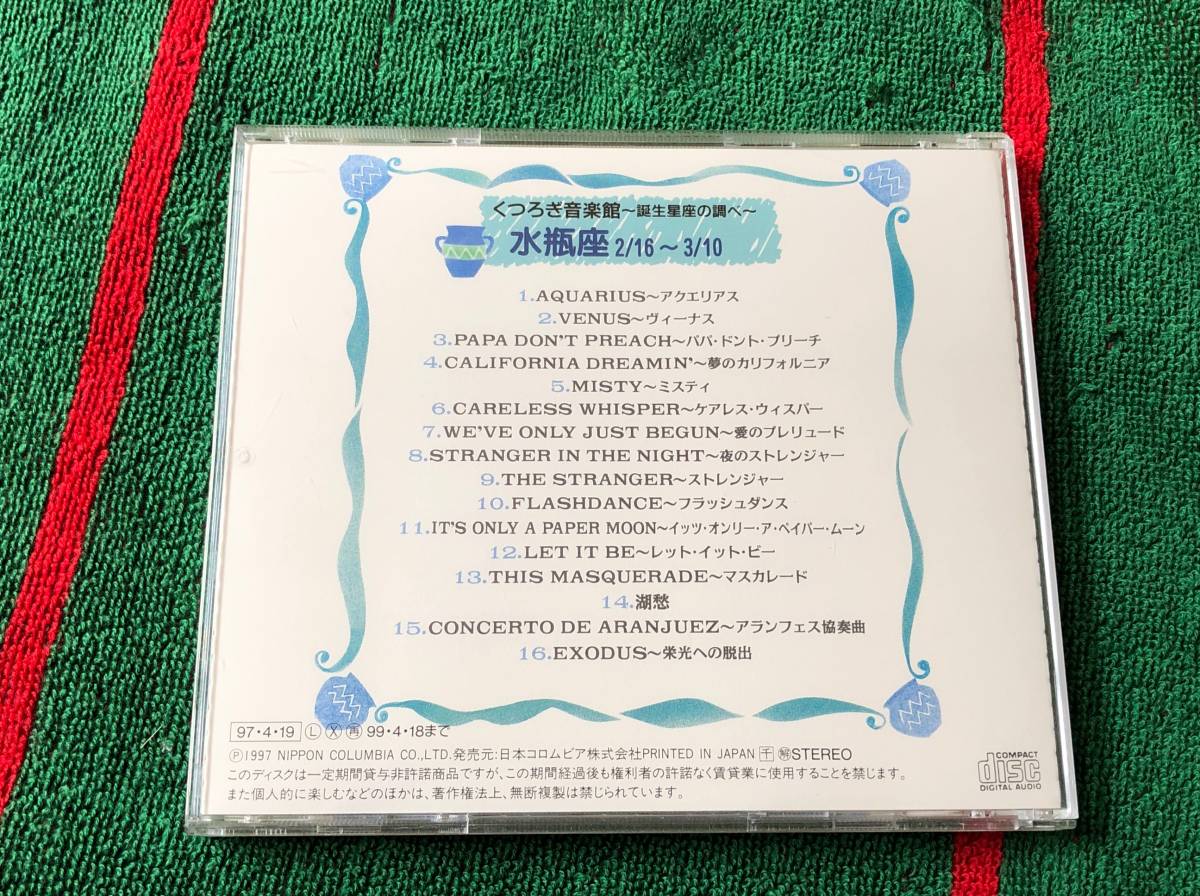 くつろぎ音楽館〜誕生星座の調べ〜
水瓶座 2/16〜3/10
1.AQUARIUS〜アクエリアス
2.VENUS〜ヴィーナス
3.PAPA DON'T PREACH〜パパ・ドント・プリーチ
4.CALIFORNIA DREAMIN'〜夢のカリフォルニア
5.MISTY〜ミスティ
6.CARELESS WHISPER〜ケアレス・ウィスパー
7.WE'VE ONLY JUST BEGUN〜愛のプレリュード
8.STRANGER IN THE NIGHT〜夜のストレンジャー
9.THE STRANGER〜ストレンジャー
10.FLASHDANCE〜フラッシュダンス
11.IT'S ONLY A PAPER MOON〜イッツ・オンリー・ア・ペイパー・ムーン
12.LET IT BE〜レット・イット・ビー
13.THIS MASQUERADE〜マスカレード
14.湖愁
15.CONCERTO DE ARANJUEZ〜アランフェス協奏曲
16.EXODUS〜栄光への脱出
97・4・19 Ⓛ Ⓧ 再 99・4・18まで
Ⓟ1997 NIPPON COLUMBIA CO.,LTD.発売元:日本コロムビア株式会社PRINTED IN JAPAN 千 解 STEREO
このディスクは一定期間貸与非許諾商品ですが、この期間経過後も権利者の許諾なく賃貸業に使用することを禁じます。
また個人的に楽しむなどのほかは、著作権法上、無断複製は禁じられています。
COMPACT
disc
DIGITAL AUDIO